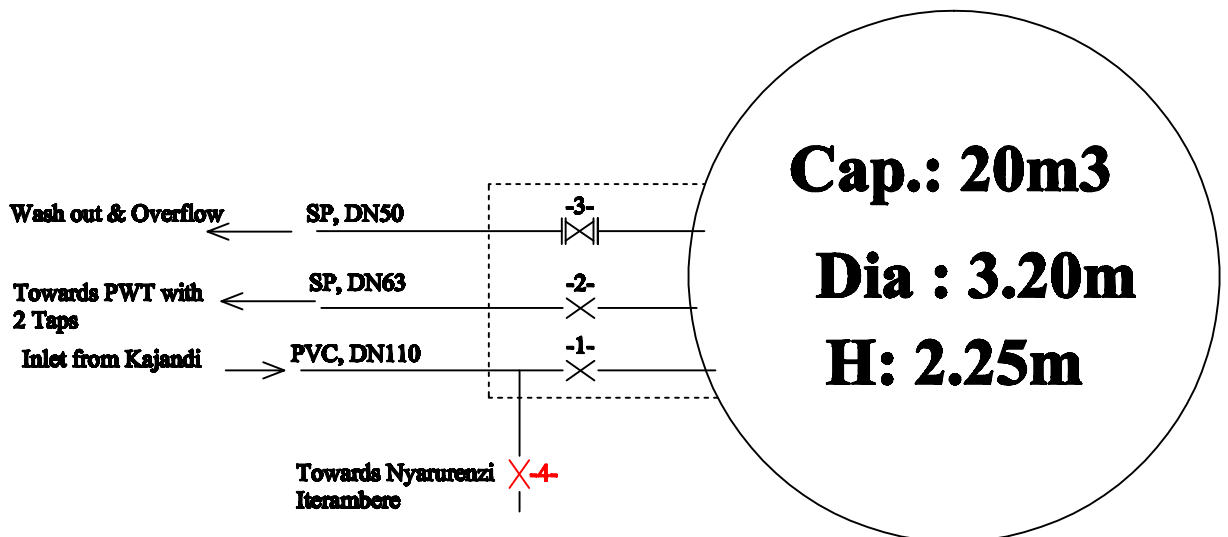 Cap.: 20m3
Dia : 3.20m
H: 2.25m
Wash out & Overflow
SP, DN50
-3-
Towards PWT with
2 Taps
SP, DN63
-2-
Inlet from Kajandi
PVC, DN110
-1-
Towards Nyarurenzi
Iterambere
-4-